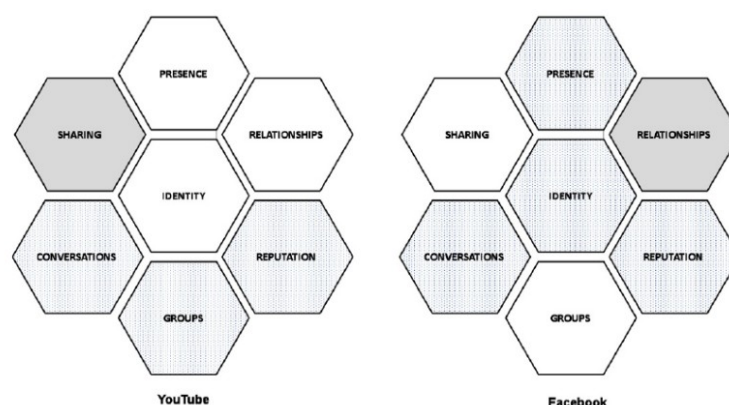 PRESENCE
SHARING
RELATIONSHIPS
IDENTITY
CONVERSATIONS
REPUTATION
GROUPS
YouTube
PRESENCE
SHARING
RELATIONSHIPS
IDENTITY
CONVERSATIONS
REPUTATION
GROUPS
Facebook